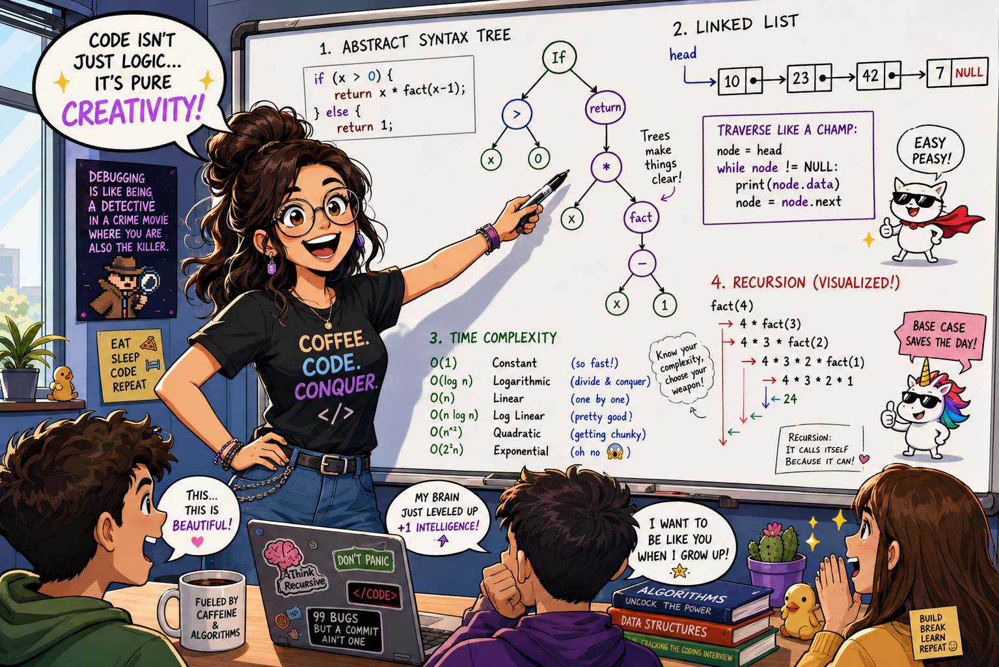 CODE ISN'T
JUST LOGIC...
IT'S PURE
CREATIVITY!
DEBUGGING
IS LIKE BEING
A DETECTIVE
IN A CRIME MOVIE
WHERE YOU ARE
ALSO THE KILLER.
EAT
SLEEP
CODE
REPEAT
COFFEE.
CODE.
CONQUER.
</>
1. ABSTRACT SYNTAX TREE
if (x > 0) {
return x * fact(x-1);
} else {
return 1;
If
>
return
x
0
*
x
fact
-
x
1
Trees
make
things
clear!
2. LINKED LIST
head
10
23
42
7
NULL
TRAVERSE LIKE A CHAMP:
node = head
while node != NULL:
print(node.data)
node = node.next
EASY
PEASY!
3. TIME COMPLEXITY
O(1) Constant (so fast!)
O(log n) Logarithmic (divide & conquer)
O(n) Linear (one by one)
O(n log n) Log Linear (pretty good!
O(n^²) Quadratic (getting chunky)
O(2²n) Exponential (oh no 😱)
Know your
complexity,
choose your
weapon!
4. RECURSION (VISUALIZED!)
fact(4)
→ 4 * fact(3)
→ 4 * 3 * fact(2)
→ 4 * 3 * 2 * fact(1)
→ 4 * 3 * 2 * 1
← 24
←
←
BASE CASE
SAVES THE DAY!
RECURSION:
IT CALLS ITSELF
BECAUSE IT CAN!
THIS...
THIS IS
BEAUTIFUL!
MY BRAIN
JUST LEVELED UP
+1 INTELLIGENCE!
I WANT TO
BE LIKE YOU
WHEN I GROW UP!
FUELED BY
CAFFEINE
&
ALGORITHMS
Think
Recursive
DON'T PANIC
</CODE>
99 BUGS
BUT A COMMIT
AIN'T ONE
ALGORITHMS
UNLOCK THE POWER
DATA STRUCTURES
CRACKING THE CODING INTERVIEW
BUILD
BREAK
LEARN
REPEAT☺